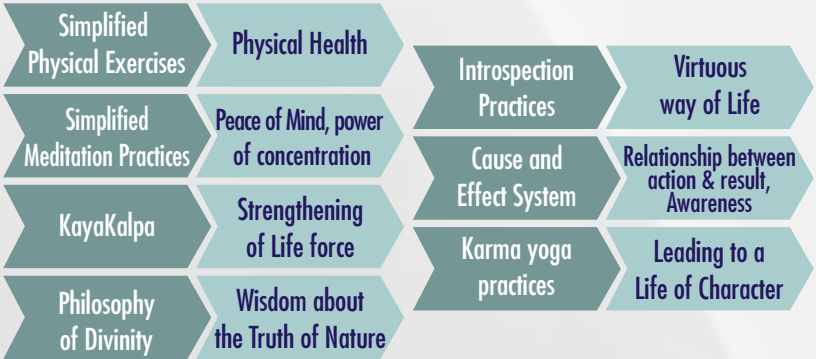 Simplified
Physical Exercises
Physical Health
Simplified
Meditation Practices
Peace of Mind, power
of concentration
KayaKalpa
Strengthening
of Life force
Philosophy
of Divinity
Wisdom about
the Truth of Nature
Introspection
Practices
Virtuous
way of Life
Cause and
Effect System
Relationship between
action & result,
Awareness
Karma yoga
practices
Leading to a
Life of Character